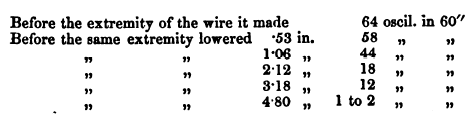 Before the extremity of the wire it made 64 oscil. in 60″
Before the same extremity lowered ·53 in. 58 „ „
„ „ 1·06 „ 44 „ „
„ „ 2·12 „ 18 „ „
„ „ 3·18 „ 12 „ „
„ „ 4·80 „ 1 to 2 „ „